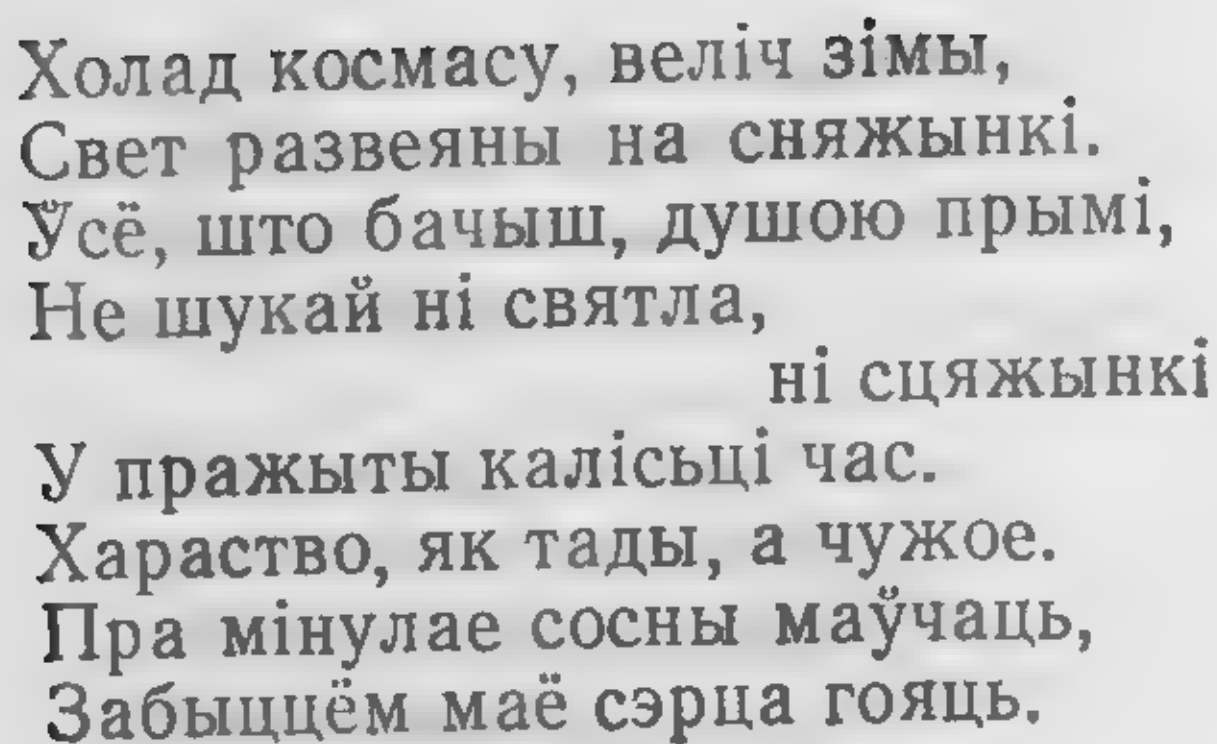 Холад космасу, веліч зімы,
Свет развеяны на сняжынкі.
Ўсё, што бачыш, душою прымі,
Не шукай ні святла,
ні сцяжынкі
У пражыты калісьці час.
Хараство, як тады, а чужое.
Пра мінулае сосны маўчаць,
Забыццём маё сэрца гояць.